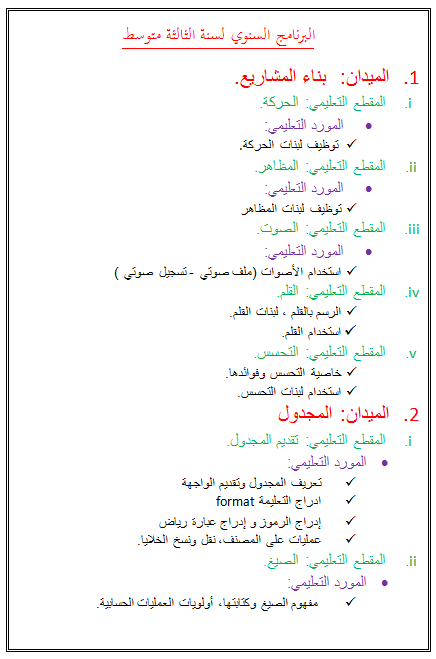 البرنامج السنوي لسنة الثالثة متوسط
1. الميدان: بناء المشاريع.
i. المقطع التعليمي: الحركة.
• المورد التعليمي:
✓ توظيف لبنات الحركة.
ii. المقطع التعليمي: المظاهر.
• المورد التعليمي:
✓ توظيف لبنات المظاهر
iii. المقطع التعليمي: الصوت.
• المورد التعليمي:
✓ استخدام الأصوات (ملف صوتي - تسجيل صوتي )
iv. المقطع التعليمي: القلم.
✓ الرسم بالقلم ، لبنات القلم.
✓ استخدام القلم.
v. المقطع التعليمي: التحسس.
✓ خاصية التحسس وفوائدها.
✓ استخدام لبنات التحسس.
2. الميدان: المجدول
i. المقطع التعليمي: تقديم المجدول.
• المورد التعليمي:
✓ تعريف المجدول وتقديم الواجهة
✓ ادراج التعليمة format
✓ إدراج الرموز و إدراج عبارة رياض
✓ عمليات على المصنف، نقل ونسخ الخلايا.
ii. المقطع التعليمي: الصيغ.
• المورد التعليمي:
✓ مفهوم الصيغ وكتابتها، أولويات العمليات الحسابية.